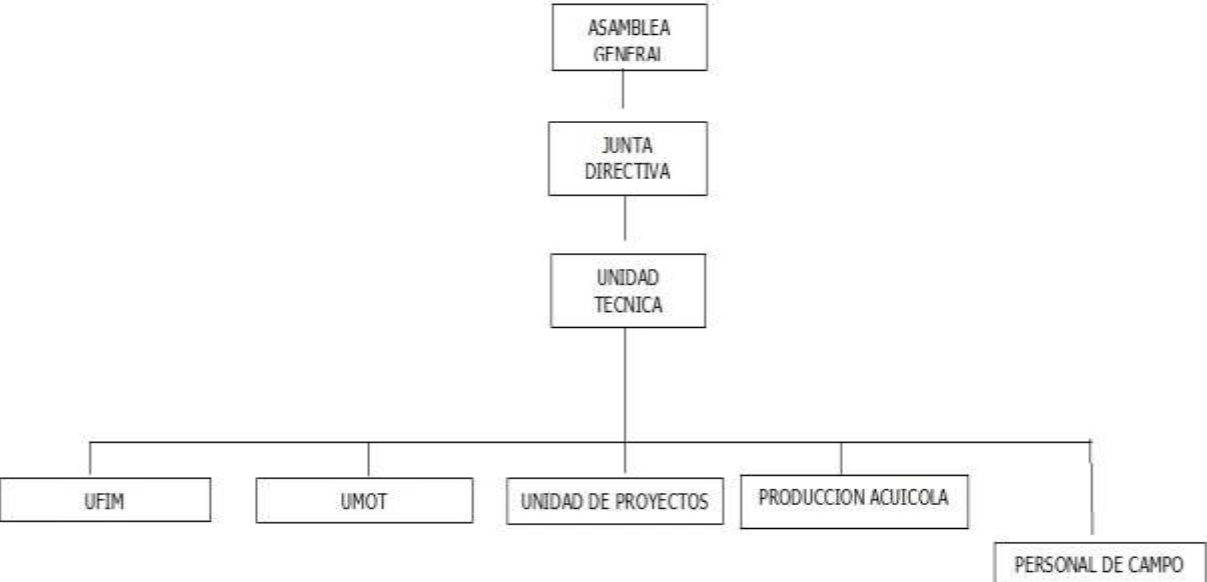 ASAMBLEA
GENERAL
JUNTA
DIRECTIVA
UNIDAD
TECNICA
UFIM
UMOT
UNIDAD DE PROYECTOS
PRODUCCION ACUICOLA
PERSONAL DE CAMPO